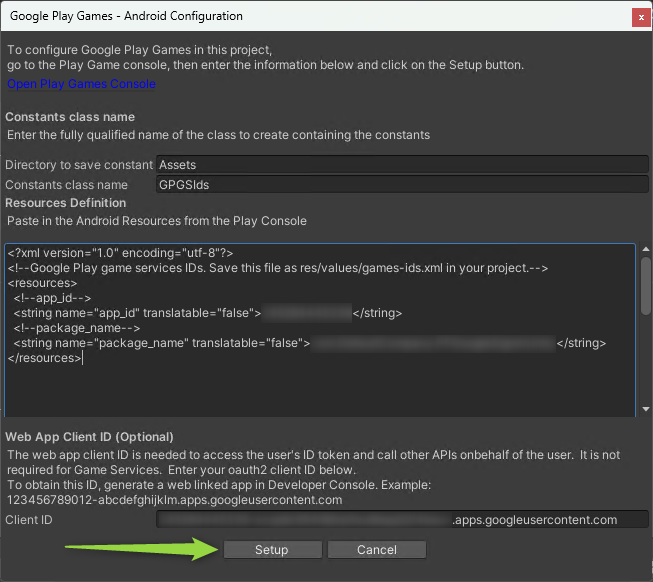 Google Play Games - Android Configuration
x
To configure Google Play Games in this project,
go to the Play Game console, then enter the information below and click on the Setup button.
Open Play Games Console
Constants class name
Enter the fully qualified name of the class to create containing the constants
Directory to save constant Assets
Constants class name GPGSIds
Resources Definition
Paste in the Android Resources from the Play Console
<?xml version="1.0" encoding="utf-8"?>
<!--Google Play game services IDs. Save this file as res/values/games-ids.xml in your project.-->
<resources>
<!--app_id-->
<string name="app_id" translatable="false"></string>
<!--package_name-->
<string name="package_name" translatable="false"></string>
</resources>
Web App Client ID (Optional)
The web app client ID is needed to access the user's ID token and call other APIs onbehalf of the user. It is not
required for Game Services. Enter your oauth2 client ID below.
To obtain this ID, generate a web linked app in Developer Console. Example:
123456789012-abcdefghijklm.apps.googleusercontent.com
Client ID .apps.googleusercontent.com
Setup Cancel